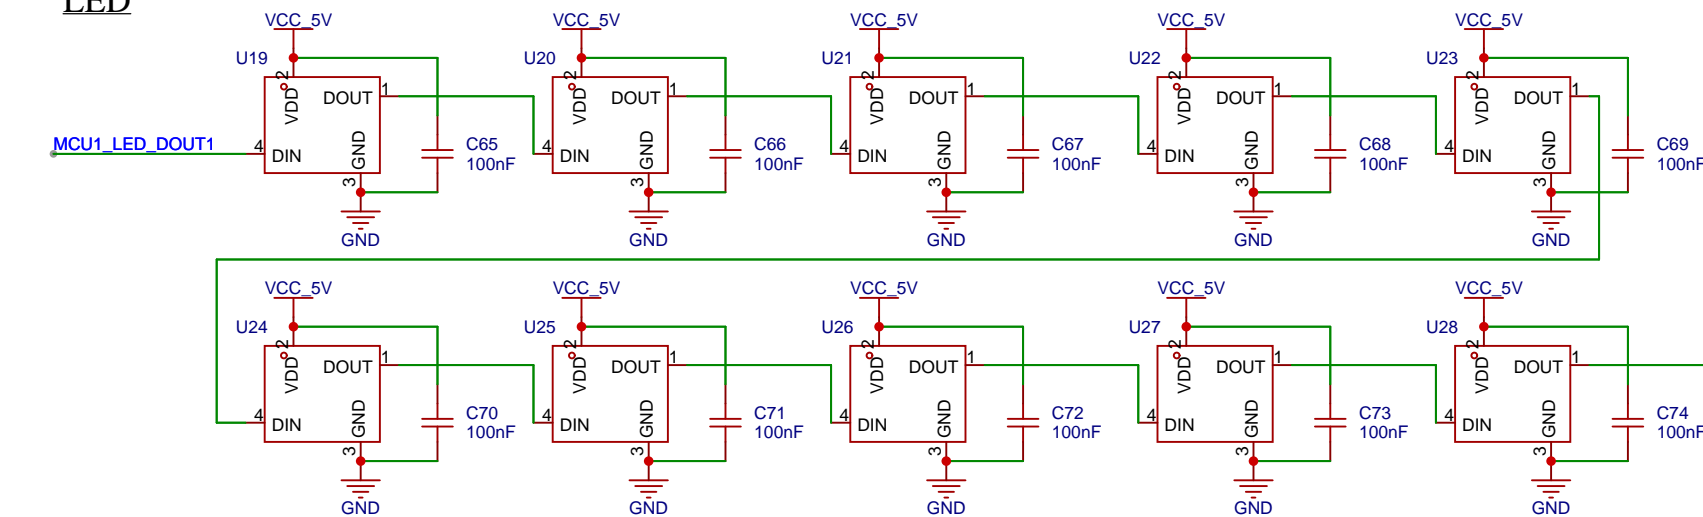 LED
VCC_5V VCC_5V VCC_5V VCC_5V VCC_5V
U19 U20 U21 U22 U23
2 VDD DOUT 1 2 VDD DOUT 1 2 VDD DOUT 1 2 VDD DOUT 1 2 VDD DOUT 1
MCU1_LED_DOUT1 4 DIN GND 3 4 DIN GND 3 4 DIN GND 3 4 DIN GND 3 4 DIN GND 3
C65 C66 C67 C68 C69
100nF 100nF 100nF 100nF 100nF
GND GND GND GND GND
VCC_5V VCC_5V VCC_5V VCC_5V VCC_5V
U24 U25 U26 U27 U28
2 VDD DOUT 1 2 VDD DOUT 1 2 VDD DOUT 1 2 VDD DOUT 1 2 VDD DOUT 1
4 DIN GND 3 4 DIN GND 3 4 DIN GND 3 4 DIN GND 3 4 DIN GND 3
C70 C71 C72 C73 C74
100nF 100nF 100nF 100nF 100nF
GND GND GND GND GND